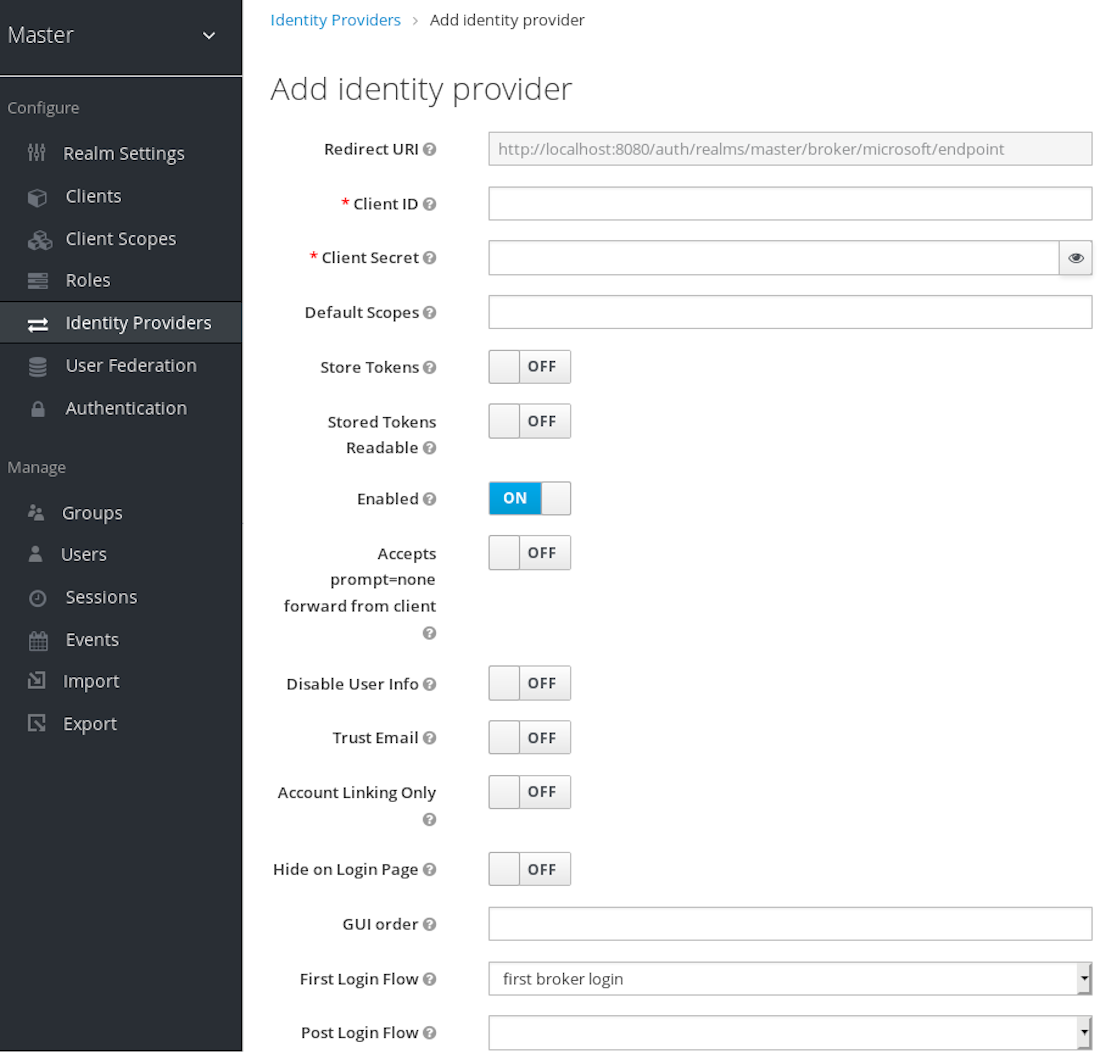 Master
Configure
Realm Settings
Clients
Client Scopes
Roles
Identity Providers
User Federation
Authentication
Manage
Groups
Users
Sessions
Events
Import
Export
Identity Providers > Add identity provider
Add identity provider
Redirect URI http://localhost:8080/auth/realms/master/broker/microsoft/endpoint
* Client ID
* Client Secret
Default Scopes
Store Tokens OFF
Stored Tokens OFF
Readable
Enabled ON
Accepts OFF
prompt=none
forward from client
Disable User Info OFF
Trust Email OFF
Account Linking Only OFF
Hide on Login Page OFF
GUI order
First Login Flow first broker login
Post Login Flow